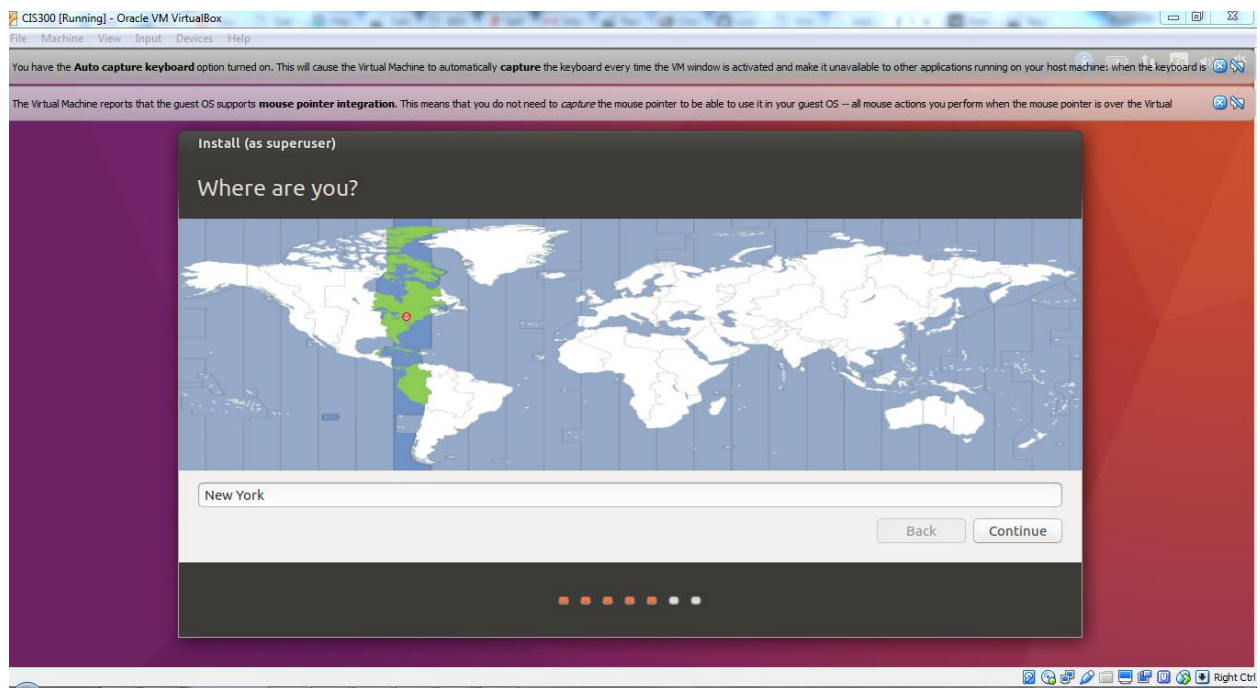 CIS300 [Running] - Oracle VM VirtualBox
File Machine View Input Devices Help
You have the Auto capture keyboard option turned on. This will cause the Virtual Machine to automatically capture the keyboard every time the VM window is activated and make it unavailable to other applications running on your host machine: when the keyboard is
The Virtual Machine reports that the guest OS supports mouse pointer integration. This means that you do not need to capture the mouse pointer to be able to use it in your guest OS -- all mouse actions you perform when the mouse pointer is over the Virtual
Install (as superuser)
Where are you?
New York
Back Continue
Right Ctrl